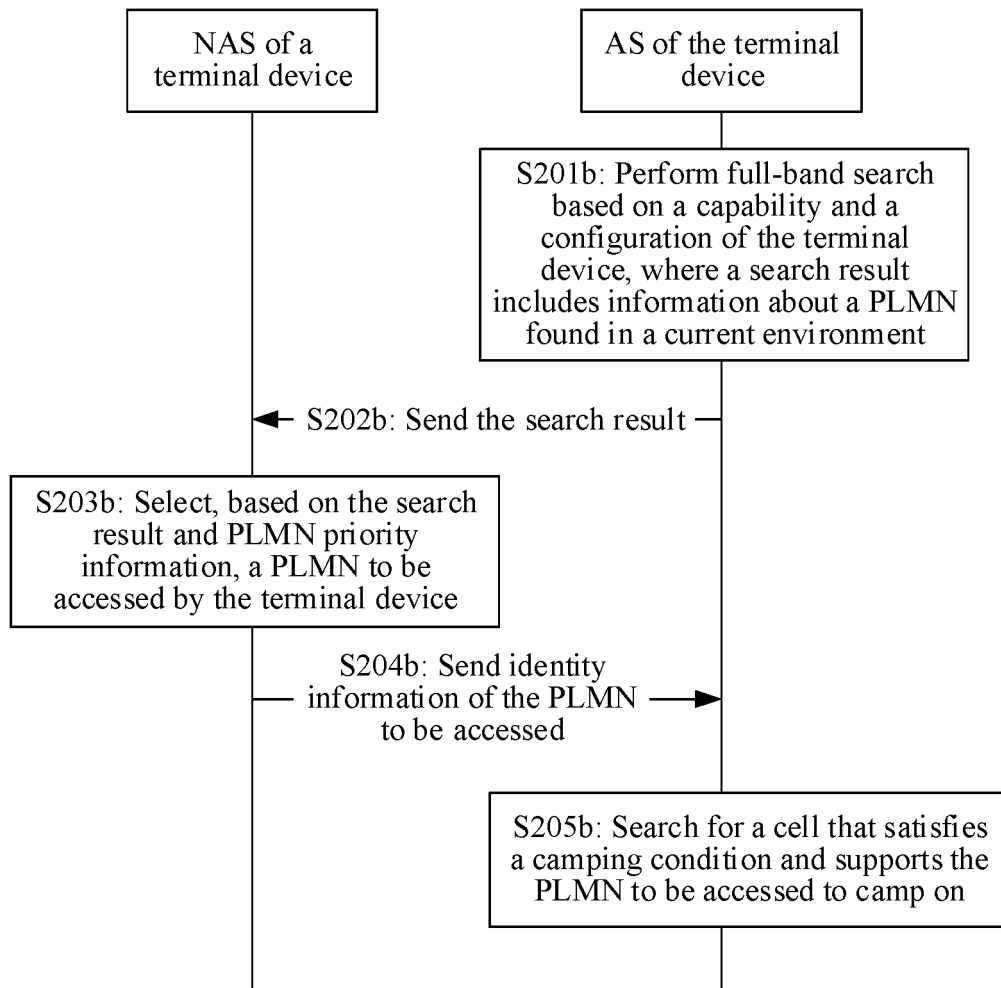 NAS of a
terminal device
AS of the terminal
device
S201b: Perform full-band search
based on a capability and a
configuration of the terminal
device, where a search result
includes information about a PLMN
found in a current environment
S202b: Send the search result
S203b: Select, based on the search
result and PLMN priority
information, a PLMN to be
accessed by the terminal device
S204b: Send identity
information of the PLMN
to be accessed
S205b: Search for a cell that satisfies
a camping condition and supports the
PLMN to be accessed to camp on